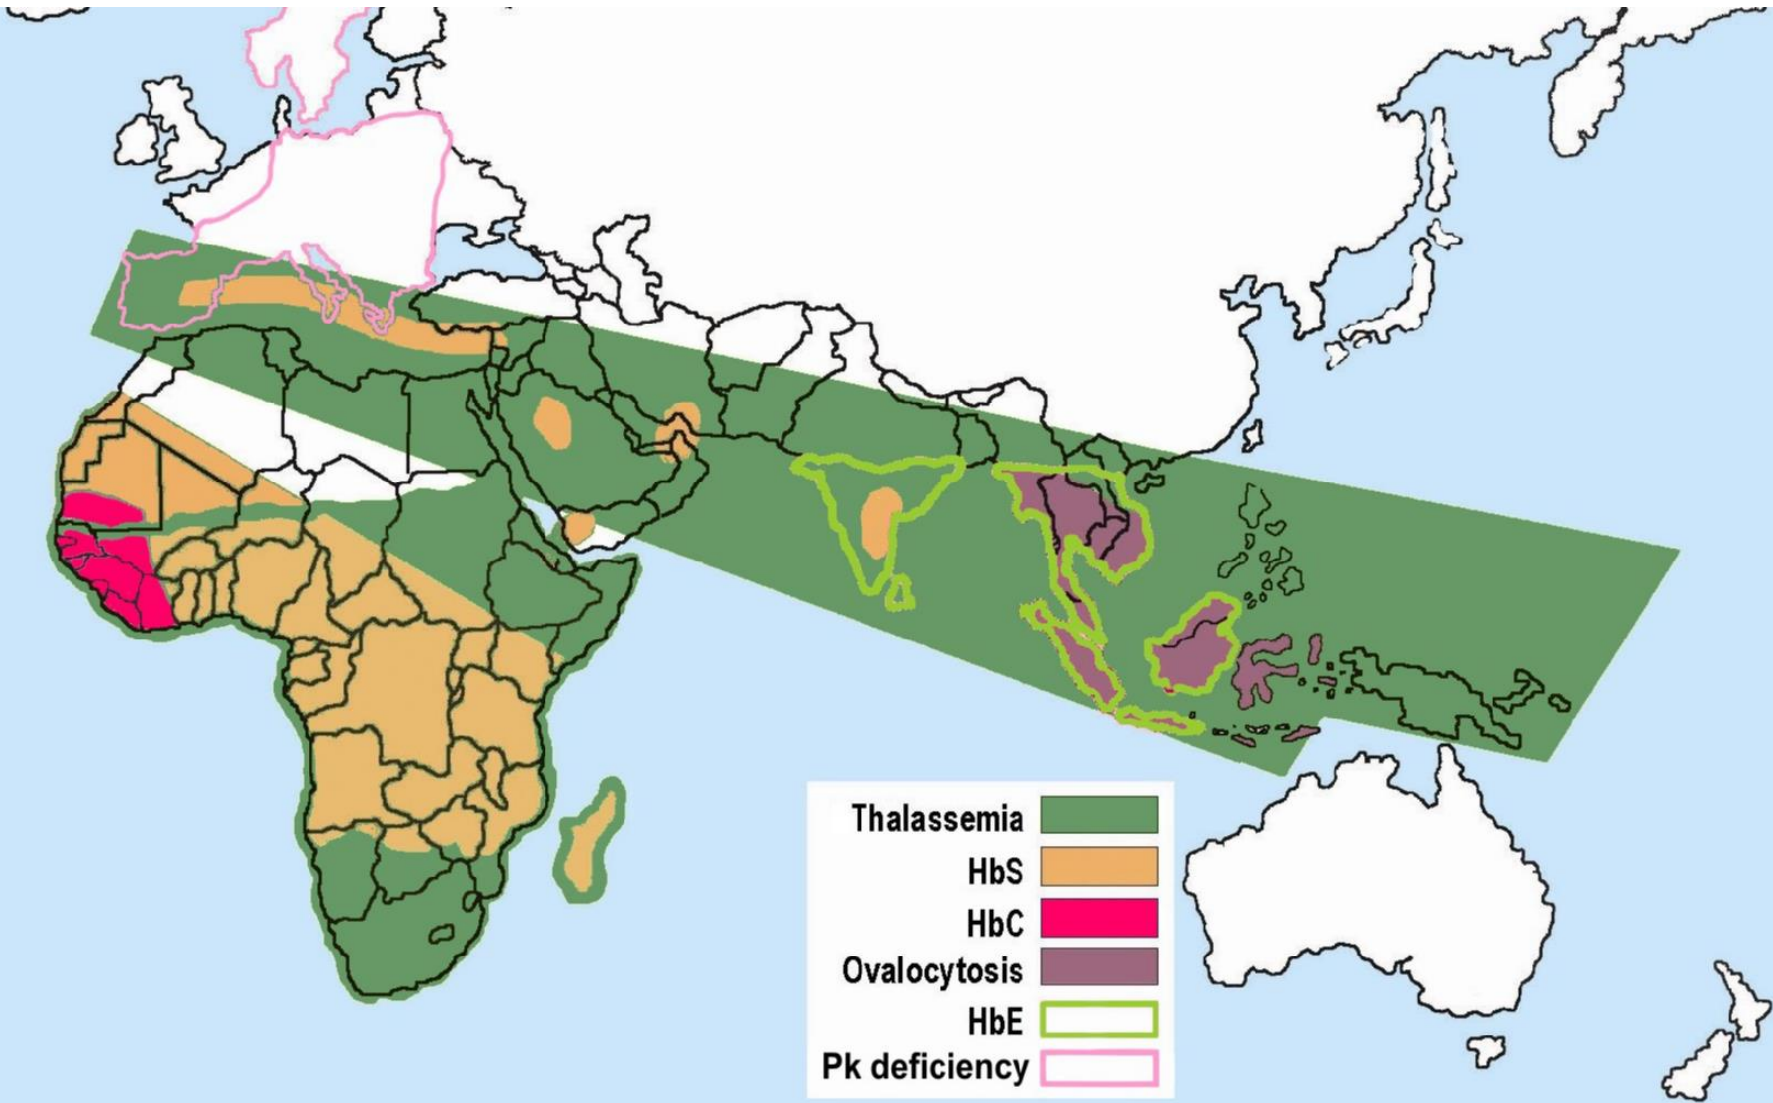 Thalassemia
HbS
HbC
Ovalocytosis
HbE
Pk deficiency